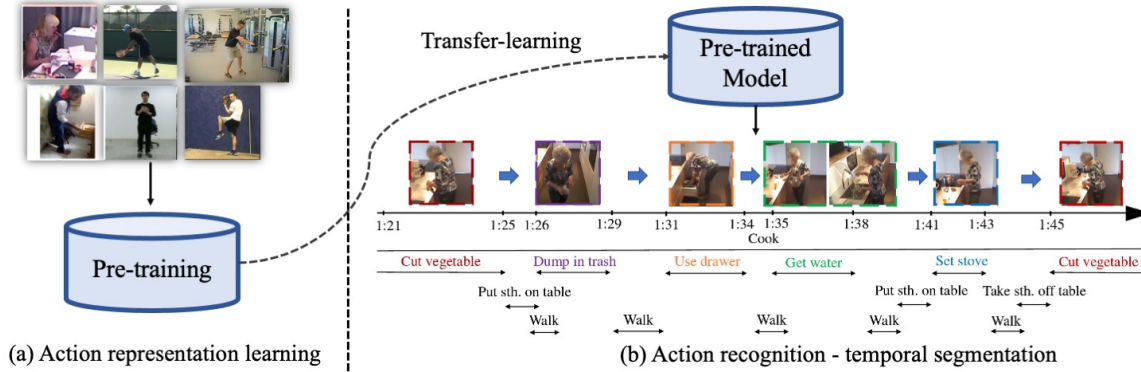 Pre-training
(a) Action representation learning
Transfer-learning
Pre-trained
Model
1:21 1:25 1:26 1:29 1:31 1:34 1:35 1:38 1:41 1:43 1:45
Cook
Cut vegetable Dump in trash Use drawer Get water Set stove Cut vegetable
Put sth. on table Put sth. on table Take sth. off table
Walk Walk Walk Walk Walk
(b) Action recognition - temporal segmentation